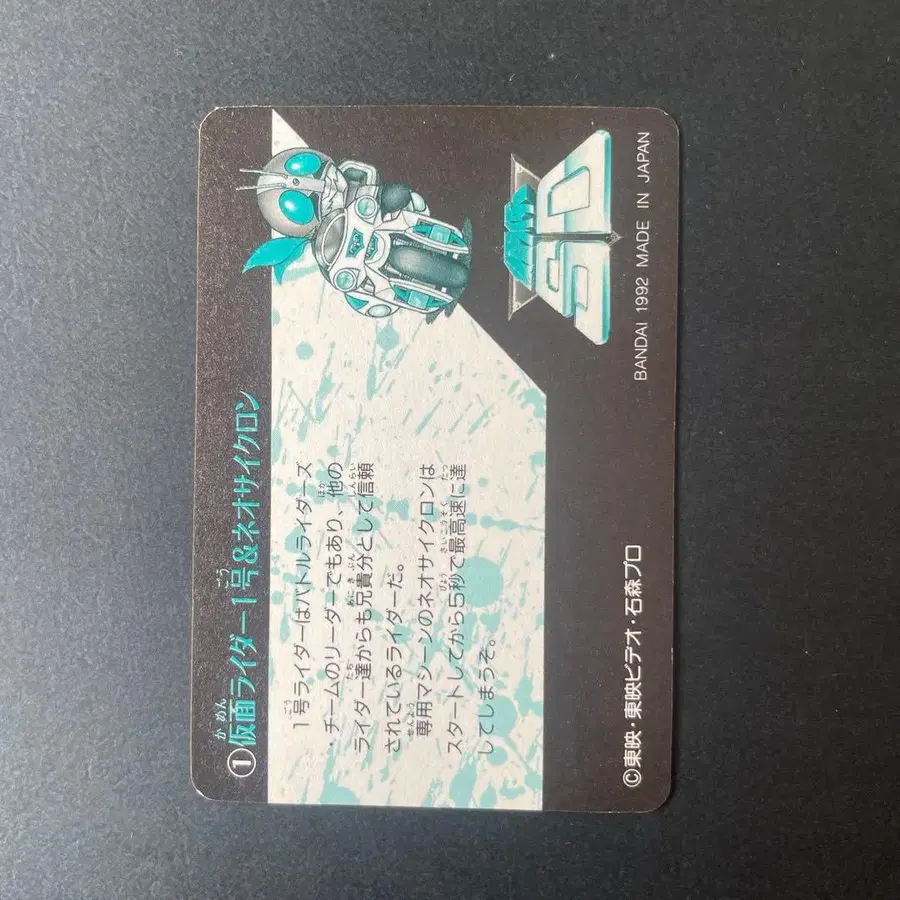 ①仮面ライダー1号&ネオサイクロン
かめん ごう
1号ライダーはバトルライダーズ
・チームのリーダーでもあり、他の
ライダー達からも兄貴分として信頼
されているライダーだ。
専用マシーンのネオサイクロンは
スタートしてから5秒で最高速に達
してしまうぞ。
SD
BANDAI 1992 MADE IN JAPAN
©東映・東映ビデオ・石森プロ